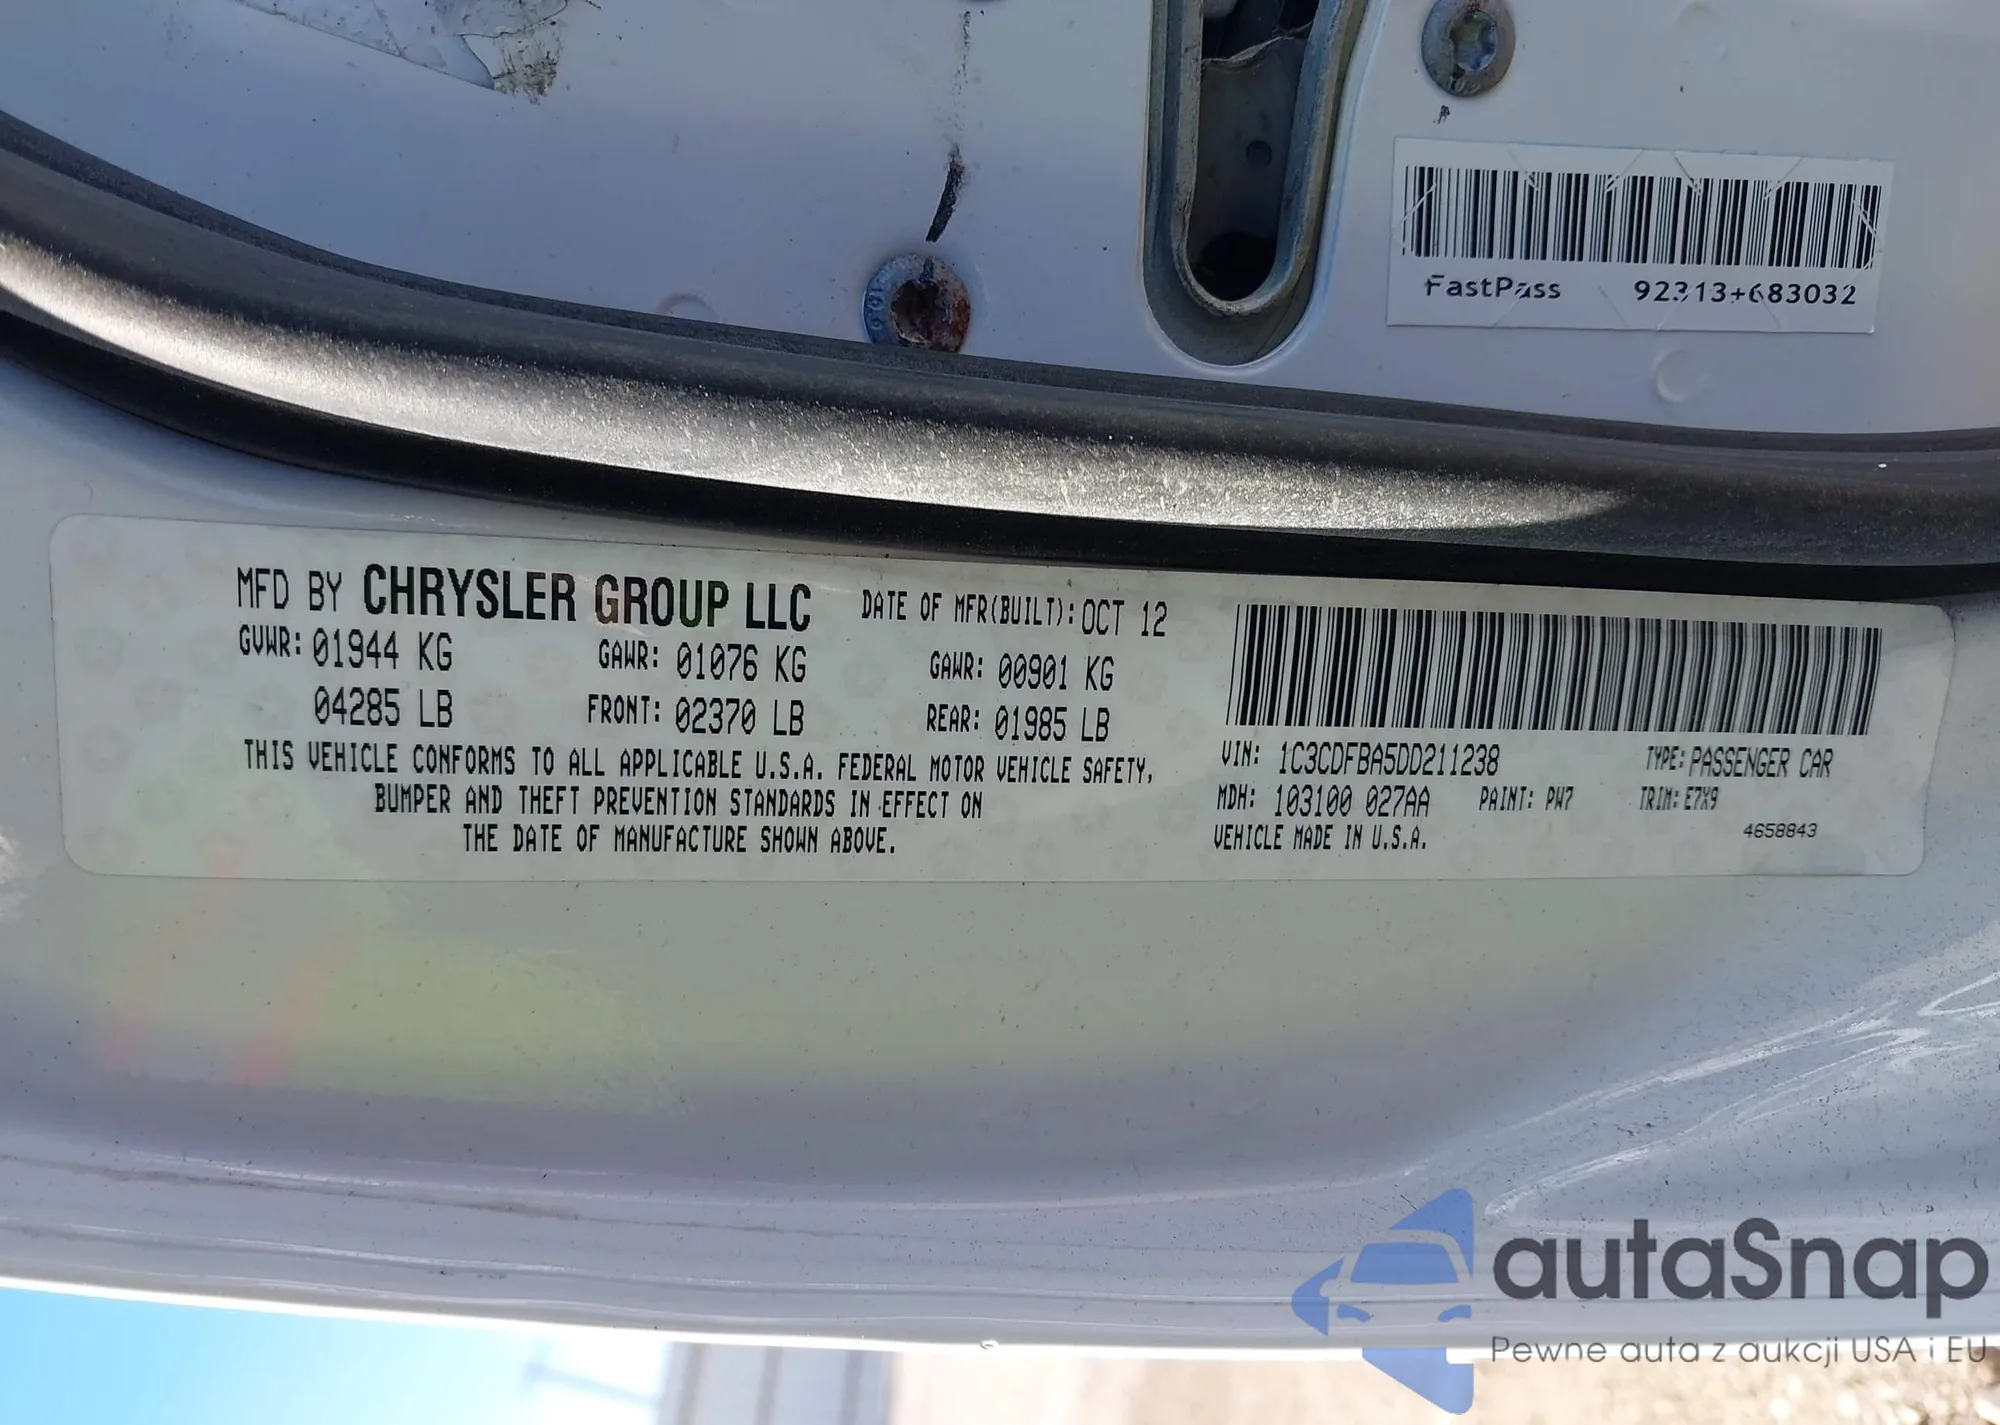 FastPass 92313+683032
MFD BY CHRYSLER GROUP LLC DATE OF MFR(BUILT): OCT 12
GVWR: 01944 KG GAWR: 01076 KG GAWR: 00901 KG
04285 LB FRONT: 02370 LB REAR: 01985 LB
THIS VEHICLE CONFORMS TO ALL APPLICABLE U.S.A. FEDERAL MOTOR VEHICLE SAFETY,
BUMPER AND THEFT PREVENTION STANDARDS IN EFFECT ON
THE DATE OF MANUFACTURE SHOWN ABOVE.
VIN: 1C3CDFBA5DD211238 TYPE: PASSENGER CAR
MDH: 103100 027AA PAINT: PW7 TRIM: E7X9
4658843
VEHICLE MADE IN U.S.A.
autaSnap
Pewne auta z aukcji USA i EU